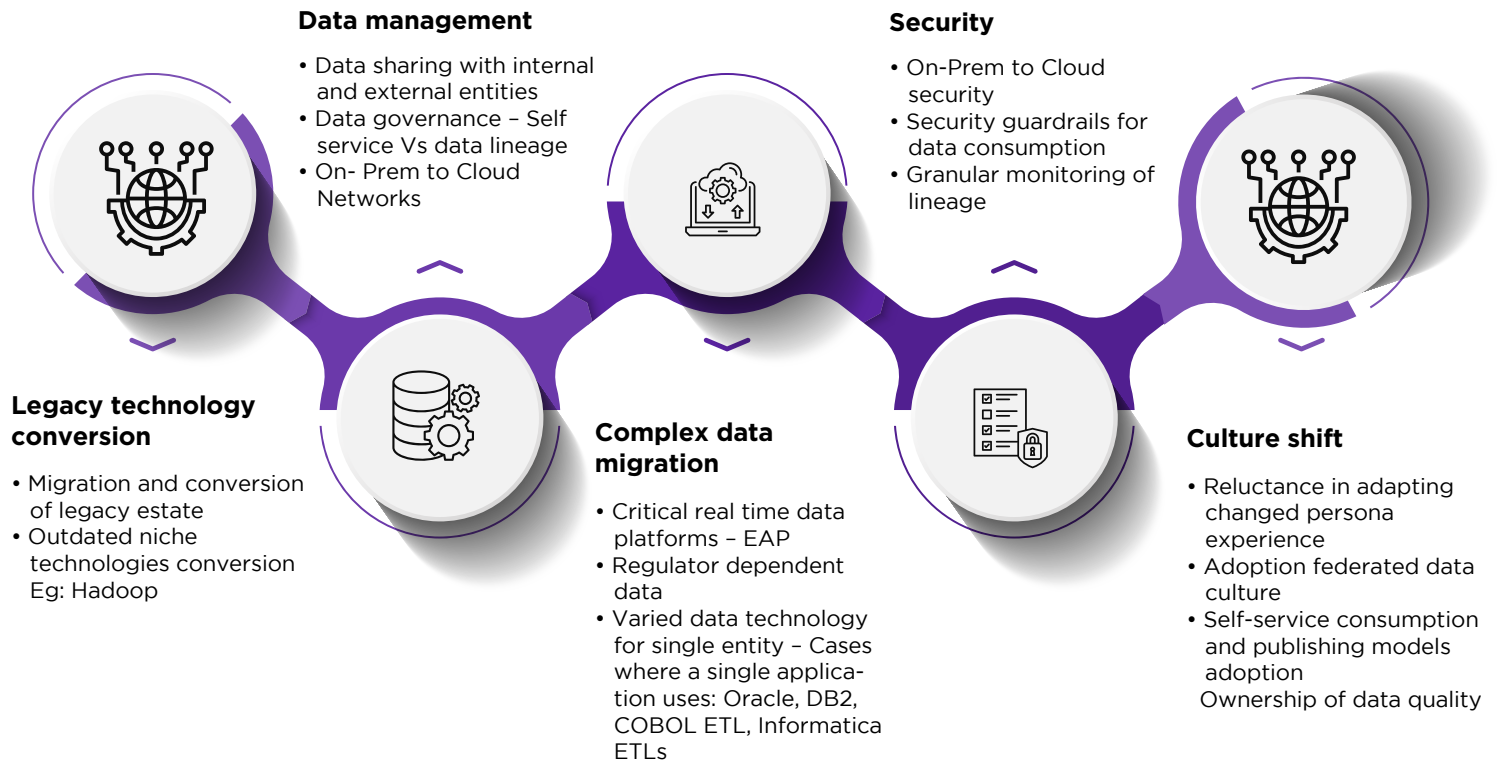 Data management
• Data sharing with internal
and external entities
• Data governance – Self
service Vs data lineage
• On- Prem to Cloud
Networks
Security
• On-Prem to Cloud
security
• Security guardrails for
data consumption
• Granular monitoring of
lineage
Legacy technology
conversion
• Migration and conversion
of legacy estate
• Outdated niche
technologies conversion
Eg: Hadoop
Complex data
migration
• Critical real time data
platforms – EAP
• Regulator dependent
data
• Varied data technology
for single entity – Cases
where a single applica-
tion uses: Oracle, DB2,
COBOL ETL, Informatica
ETLs
Culture shift
• Reluctance in adapting
changed persona
experience
• Adoption federated data
culture
• Self-service consumption
and publishing models
adoption
Ownership of data quality